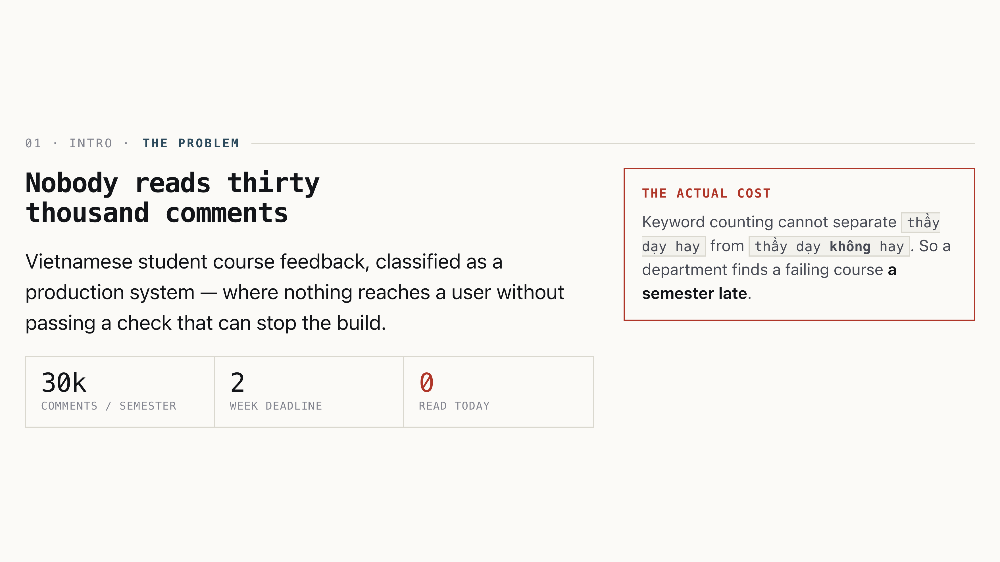 01 · INTRO · THE PROBLEM
Nobody reads thirty
thousand comments
Vietnamese student course feedback, classified as a
production system — where nothing reaches a user without
passing a check that can stop the build.
30k
COMMENTS / SEMESTER
2
WEEK DEADLINE
0
READ TODAY
THE ACTUAL COST
Keyword counting cannot separate thầy
dạy hay from thầy dạy không hay. So a
department finds a failing course a
semester late.